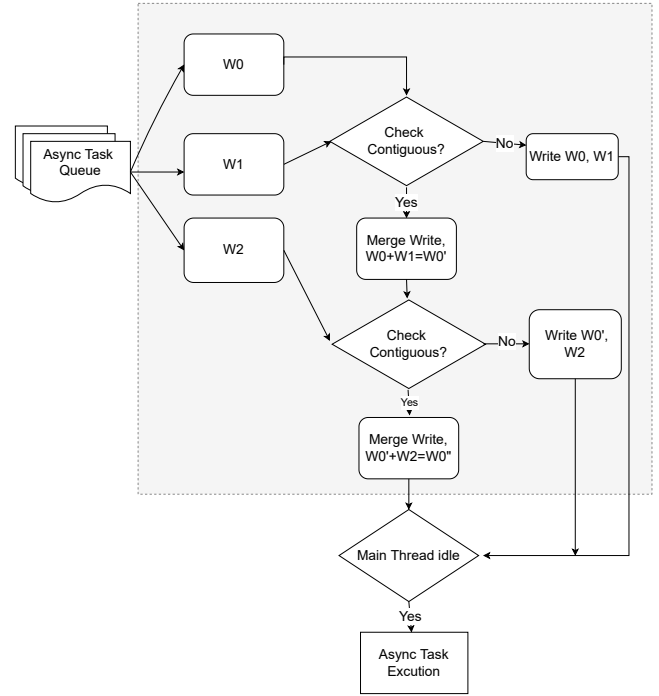 W0
Async Task
Queue
W1
Check
Contiguous?
No
Write W0, W1
Yes
W2
Merge Write,
W0+W1=W0'
Check
Contiguous?
No
Write W0',
W2
Yes
Merge Write,
W0'+W2=W0"
Main Thread idle
Yes
Async Task
Excution